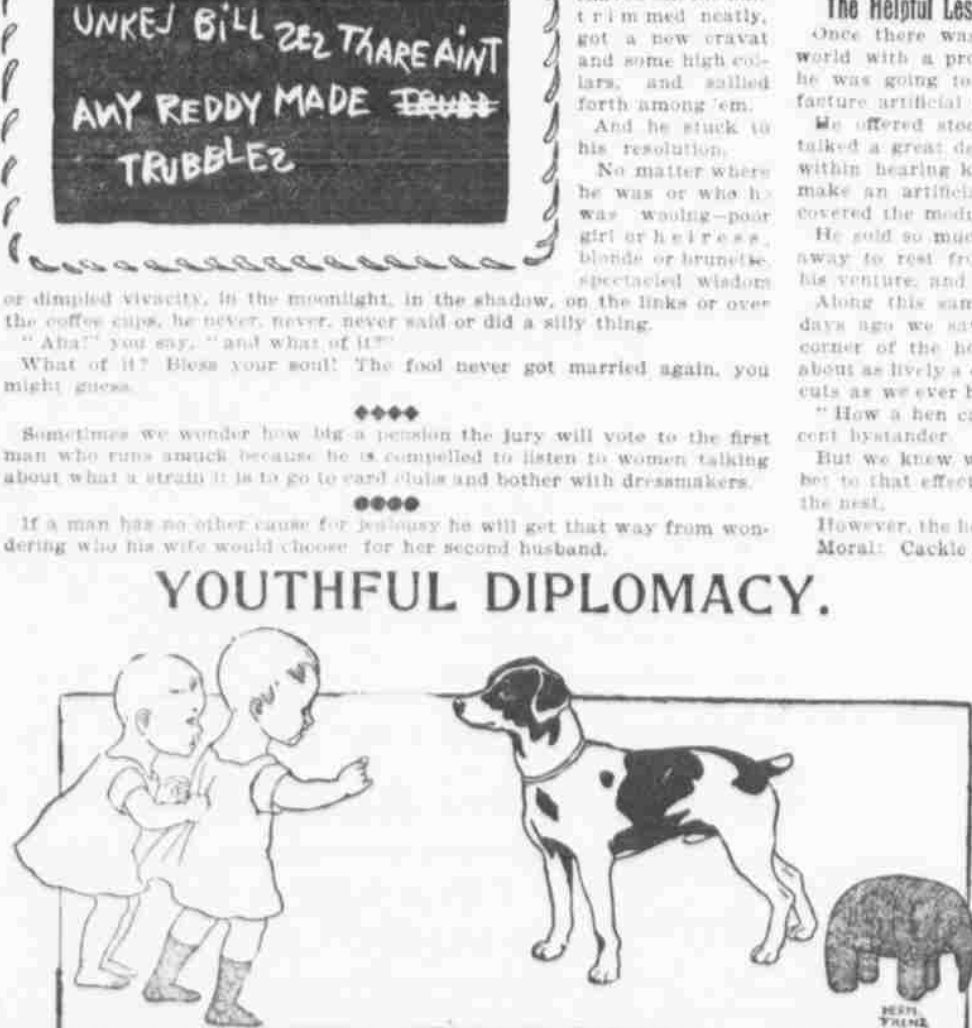 UNKEJ BILL ZEZ THARE AINT
ANY REDDY MADE TRUBB
TRUBBLEZ
trimmed neatly,
got a new cravat
and some high col-
lars, and sallied
forth among 'em.
And he stuck to
his resolution.
No matter where
he was or who he
was wooing—poor
girl or heiress,
blonde or brunette,
spectacled wisdom
or dimpled vivacity, in the moonlight, in the shadow, on the links or over
the coffee cups, he never, never, never said or did a silly thing.
"Aha!" you say, "and what of it?"
What of it? Bless your soul! The fool never got married again, you
might guess.
Sometimes we wonder how big a pension the jury will vote to the first
man who runs amuck because he is compelled to listen to women talking
about what a strain it is to go to card clubs and bother with dressmakers.
If a man has no other cause for jealousy he will get that way from won-
dering who his wife would choose for her second husband.
The Helpful Les
Once there was
world with a pro
he was going to
facture artificial
He offered stoc
talked a great de
within hearing k
make an artificia
covered the modu
He sold so muc
away to rest fro
his venture, and
Along this sam
days ago we sa
corner of the ho
about as lively a
cuts as we ever h
"How a hen ca
cent bystander.
But we knew w
her to that effec
the nest.
However, the he
Moral: Cackle
YOUTHFUL DIPLOMACY.